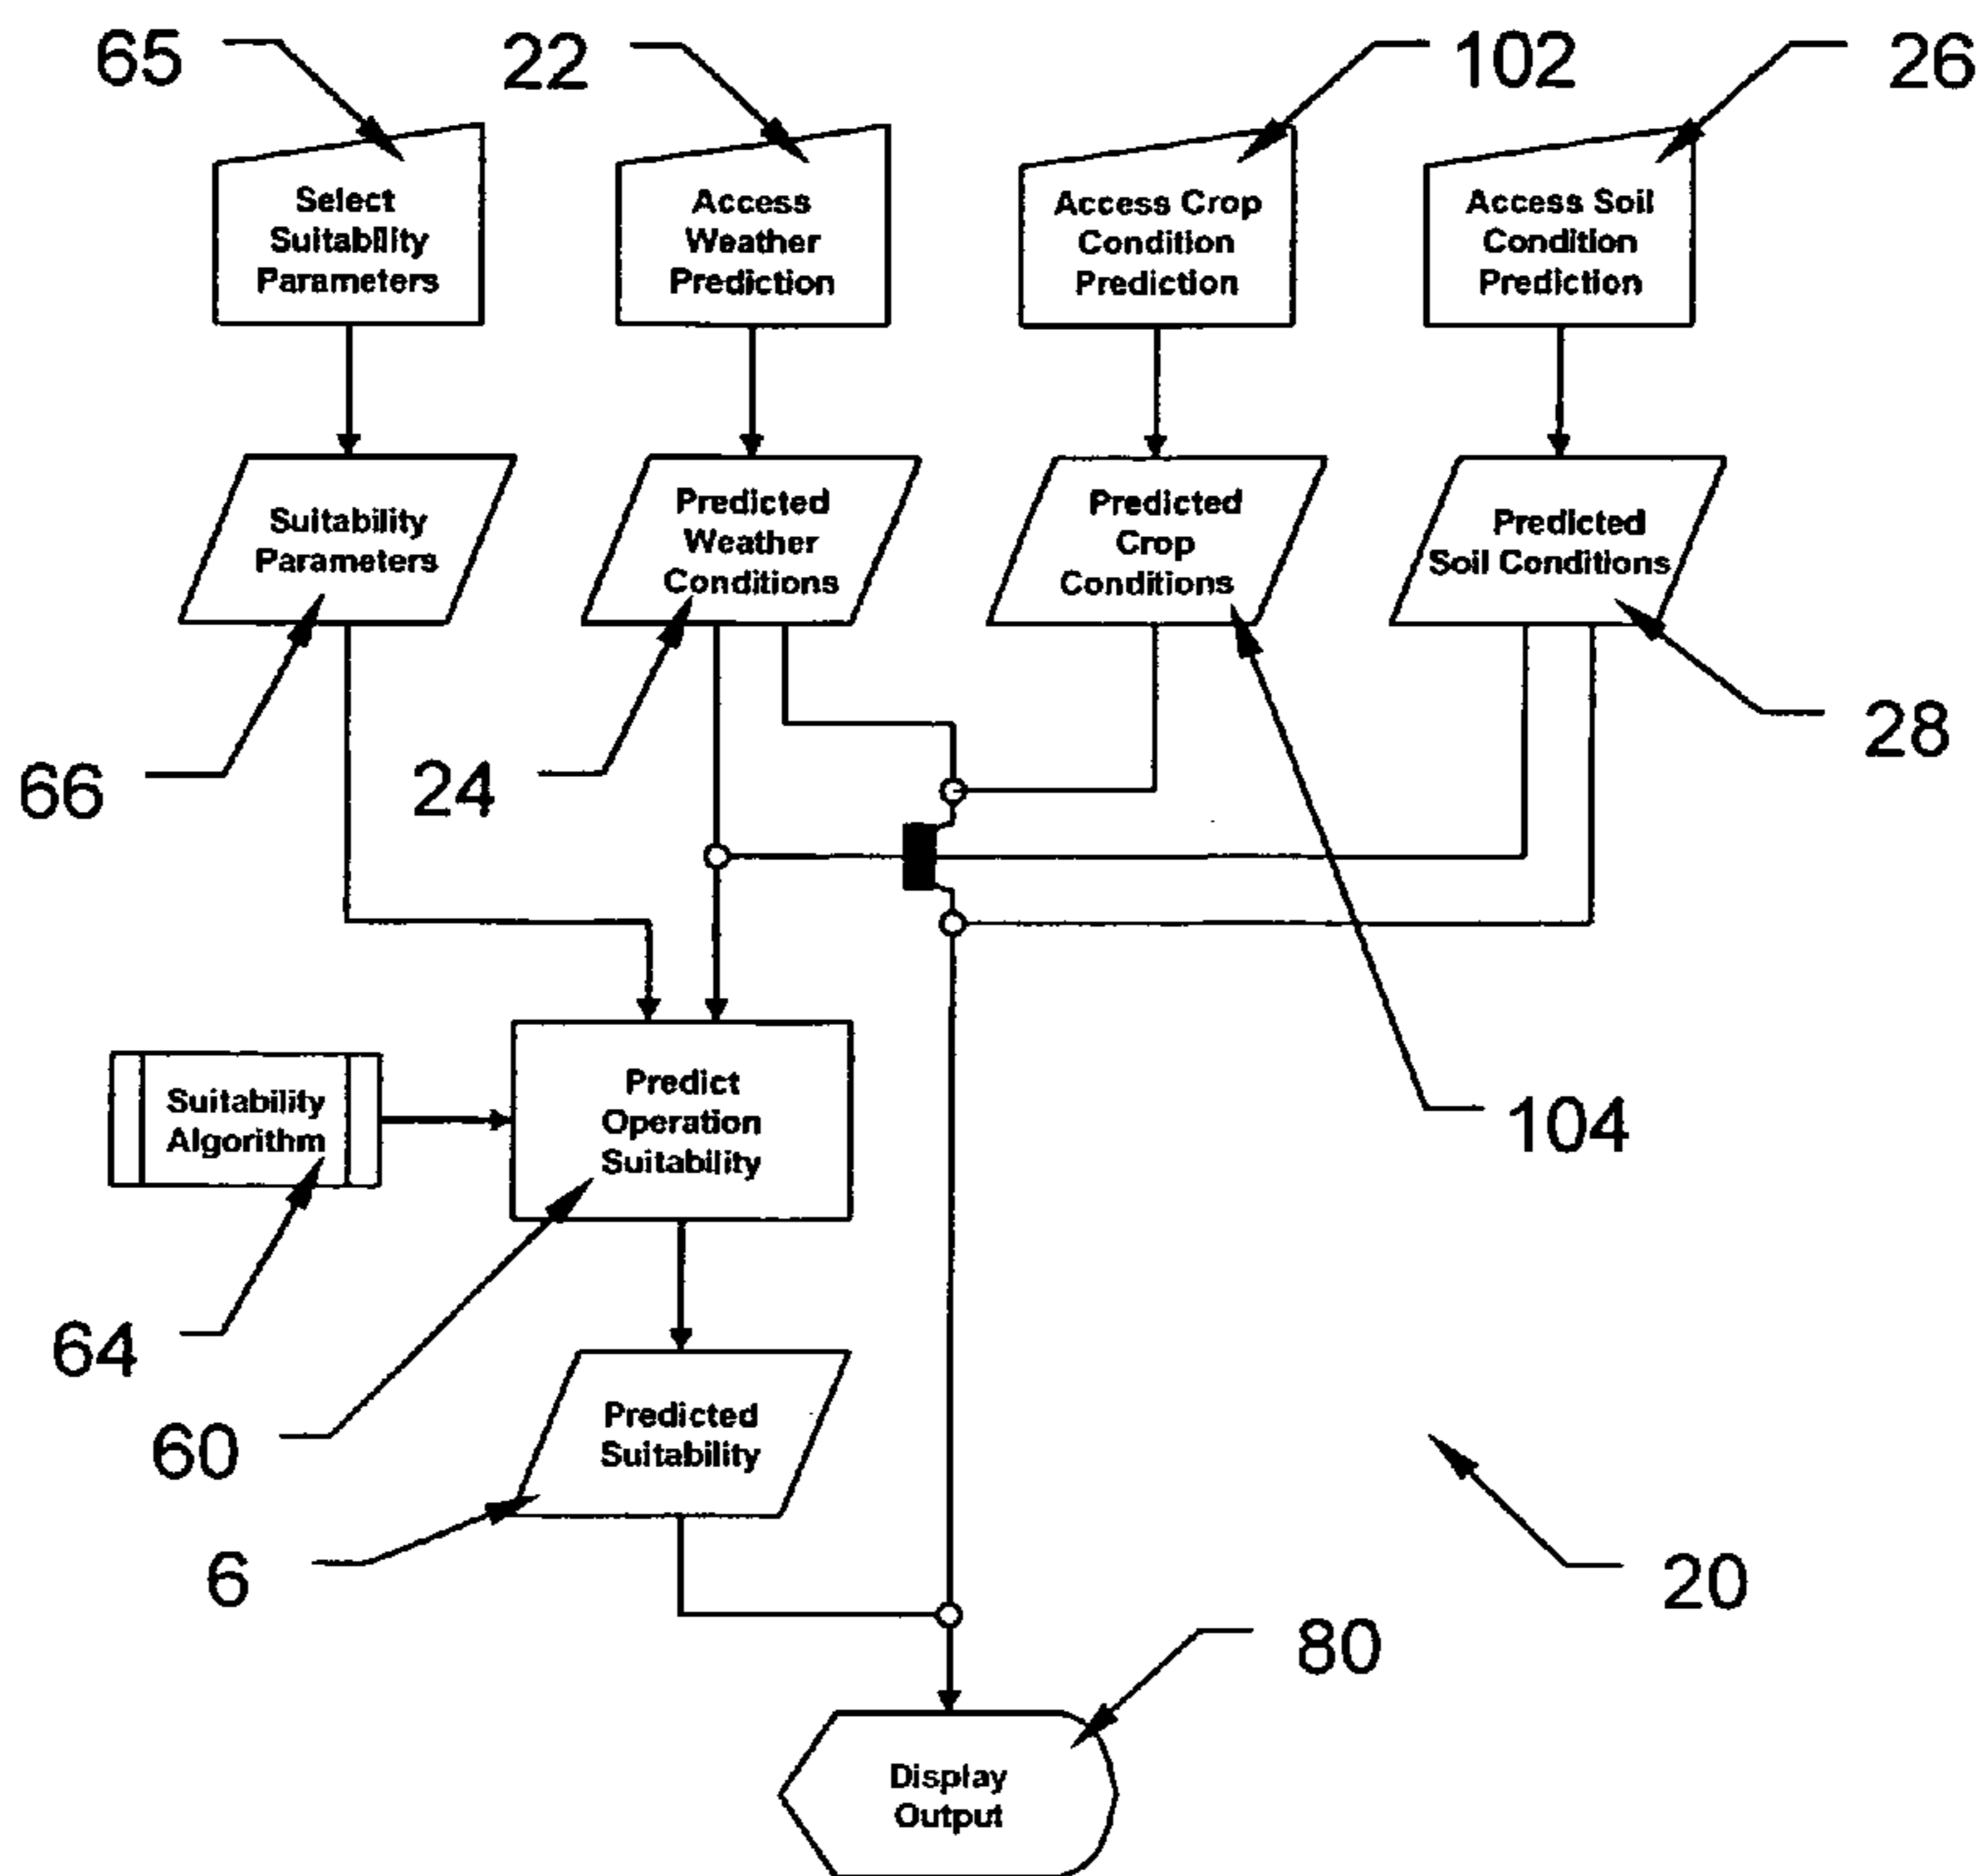 65
22
102
26
Select
Suitability
Parameters
Access
Weather
Prediction
Access Crop
Condition
Prediction
Access Soil
Condition
Prediction
Suitability
Parameters
Predicted
Weather
Conditions
Predicted
Crop
Conditions
Predicted
Soil Conditions
66
24
28
Suitability
Algorithm
Predict
Operation
Suitability
104
64
60
Predicted
Suitability
6
20
80
Display
Output